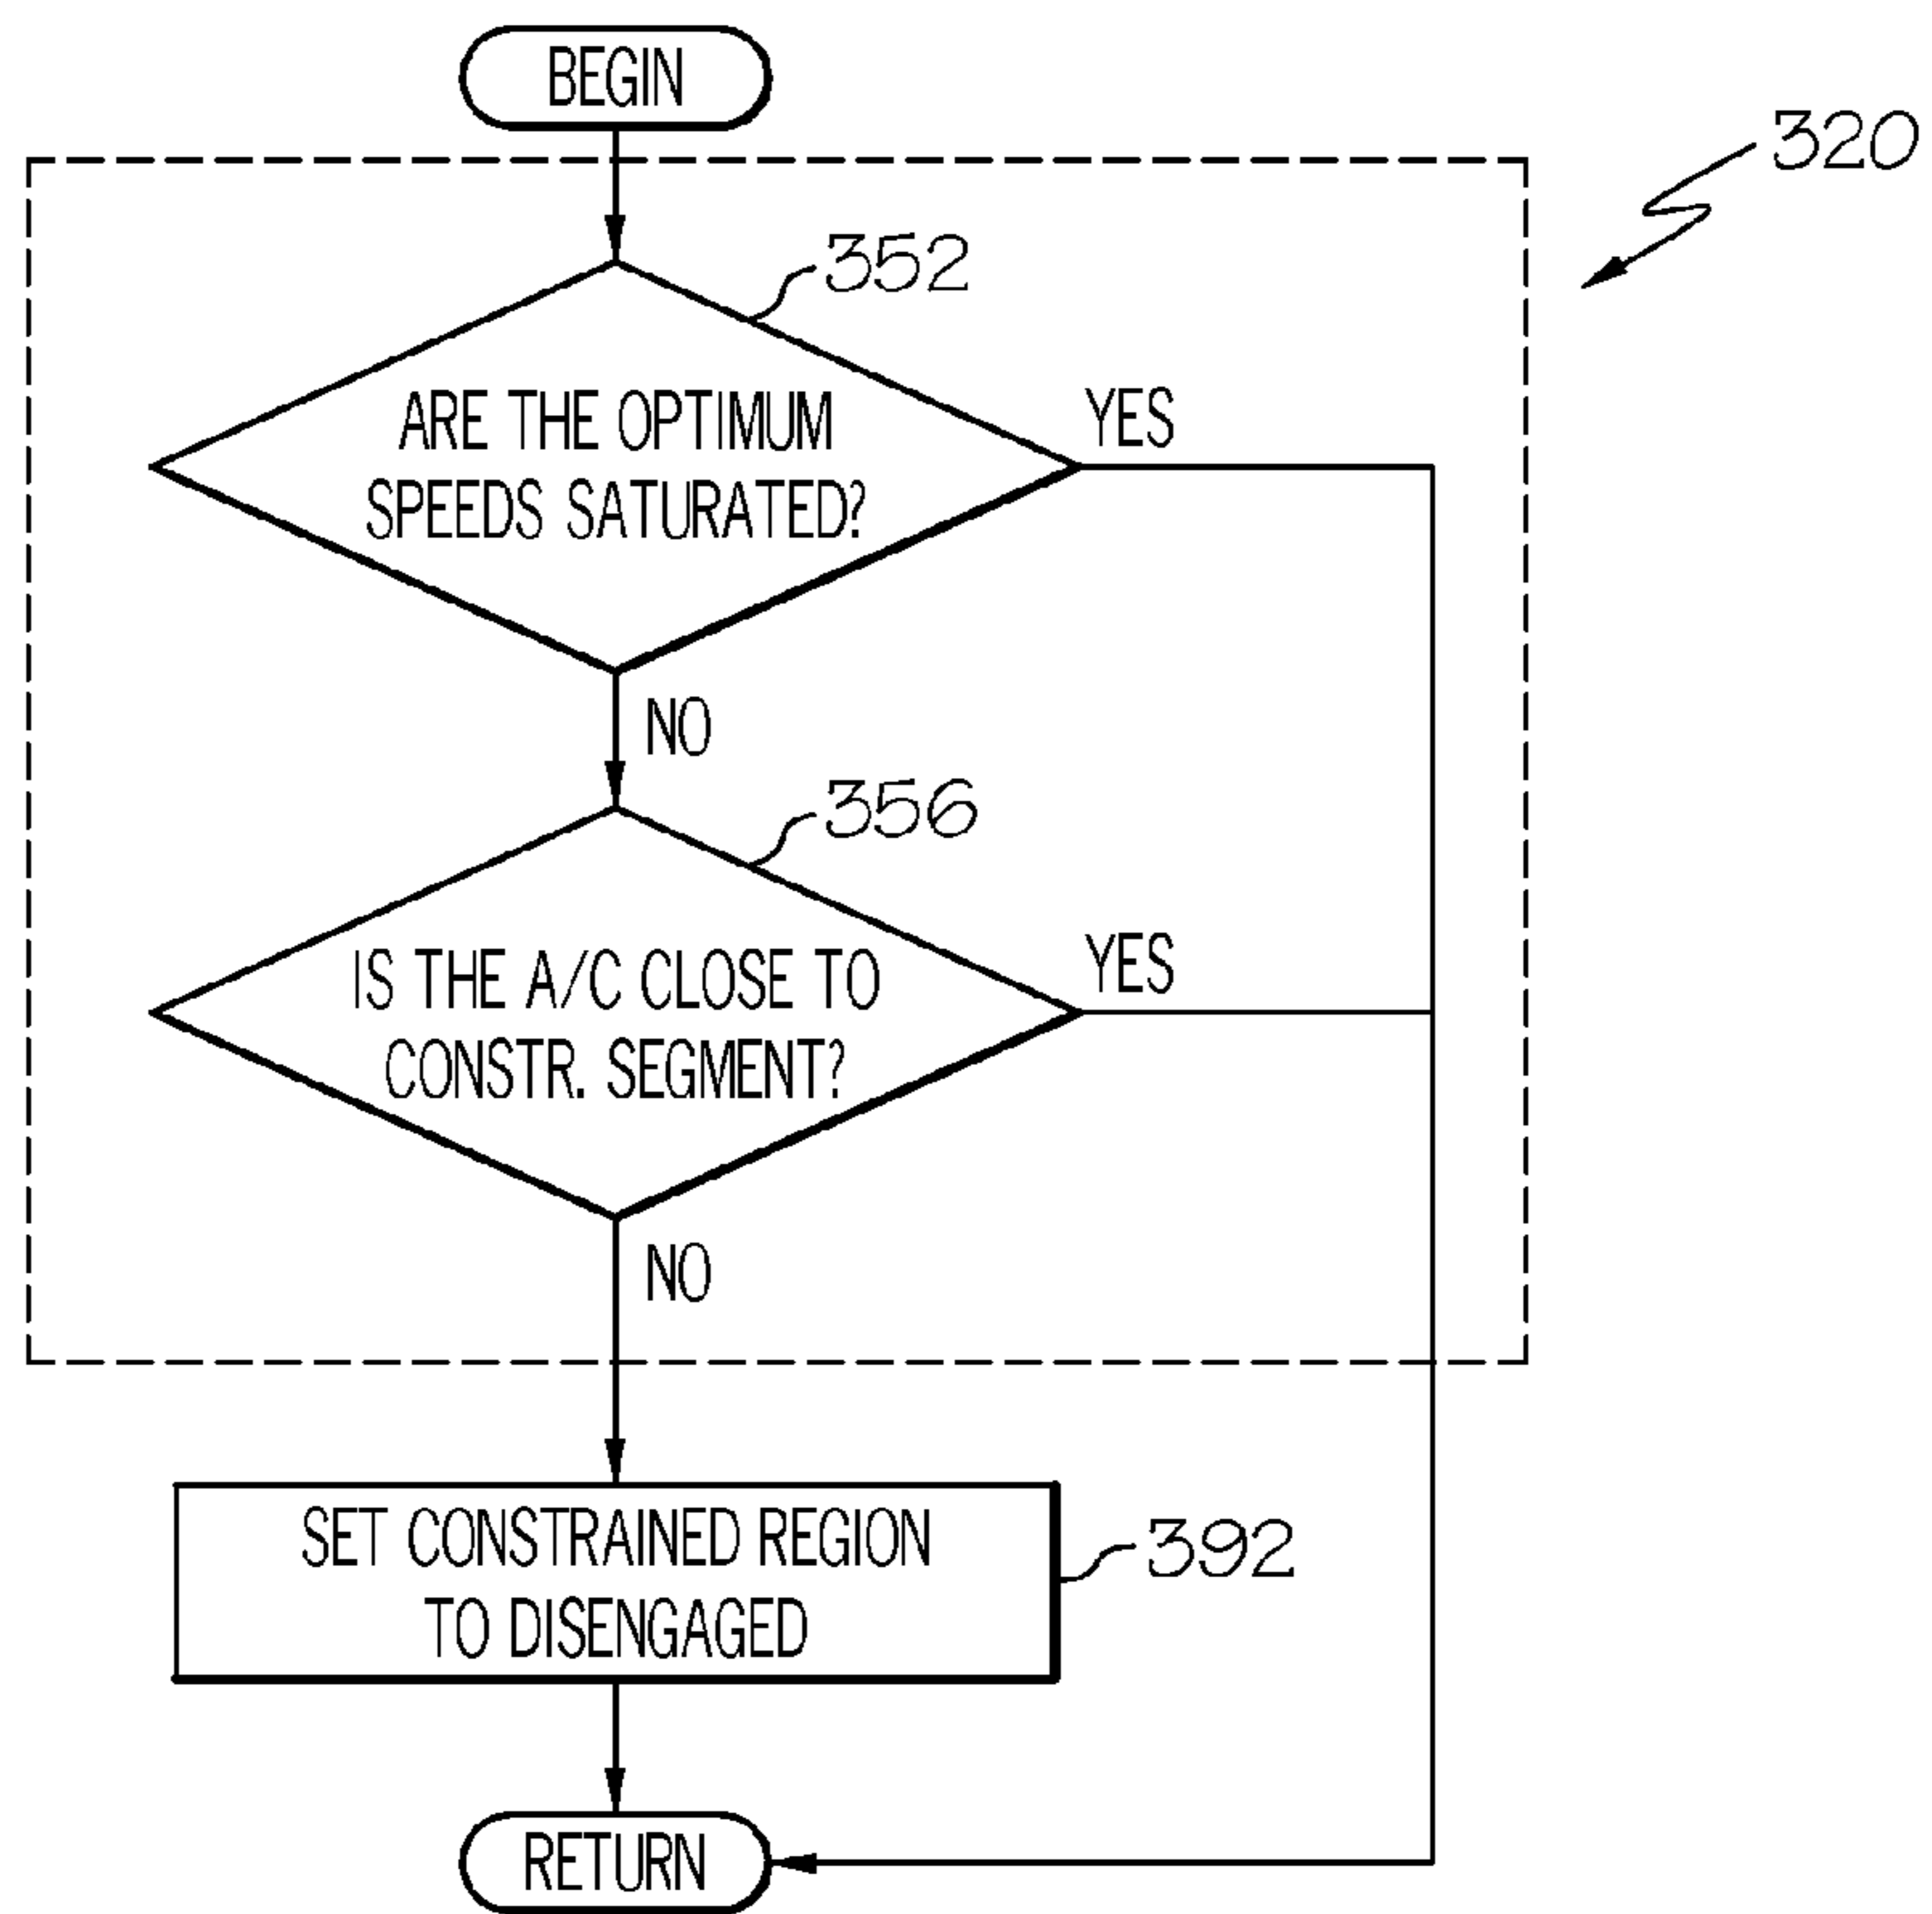 BEGIN
320
352
ARE THE OPTIMUM
SPEEDS SATURATED?
YES
NO
356
IS THE A/C CLOSE TO
CONSTR. SEGMENT?
YES
NO
SET CONSTRAINED REGION
TO DISENGAGED
392
RETURN